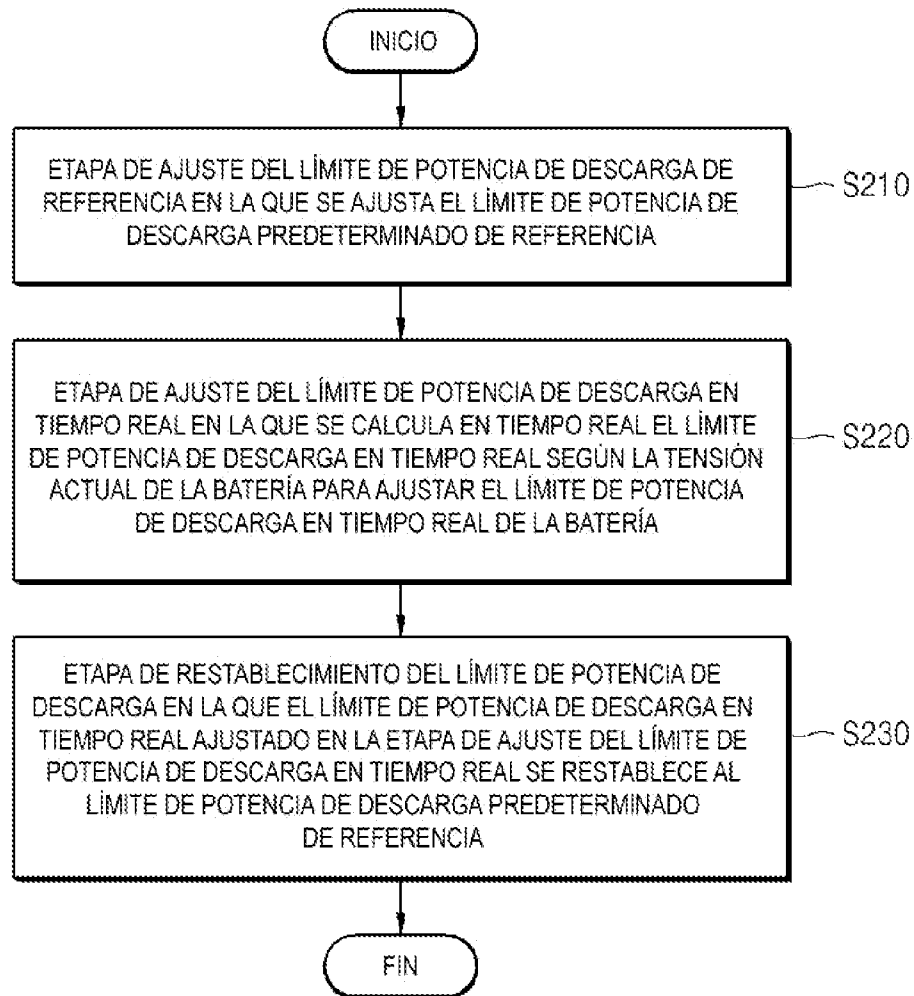 INICIO
ETAPA DE AJUSTE DEL LÍMITE DE POTENCIA DE DESCARGA DE
REFERENCIA EN LA QUE SE AJUSTA EL LÍMITE DE POTENCIA DE
DESCARGA PREDETERMINADO DE REFERENCIA
S210
ETAPA DE AJUSTE DEL LÍMITE DE POTENCIA DE DESCARGA EN
TIEMPO REAL EN LA QUE SE CALCULA EN TIEMPO REAL EL LÍMITE
DE POTENCIA DE DESCARGA EN TIEMPO REAL SEGÚN LA TENSIÓN
ACTUAL DE LA BATERÍA PARA AJUSTAR EL LÍMITE DE POTENCIA
DE DESCARGA EN TIEMPO REAL DE LA BATERÍA
S220
ETAPA DE RESTABLECIMIENTO DEL LÍMITE DE POTENCIA DE
DESCARGA EN LA QUE EL LÍMITE DE POTENCIA DE DESCARGA EN
TIEMPO REAL AJUSTADO EN LA ETAPA DE AJUSTE DEL LÍMITE DE
POTENCIA DE DESCARGA EN TIEMPO REAL SE RESTABLECE AL
LÍMITE DE POTENCIA DE DESCARGA PREDETERMINADO
DE REFERENCIA
S230
FIN